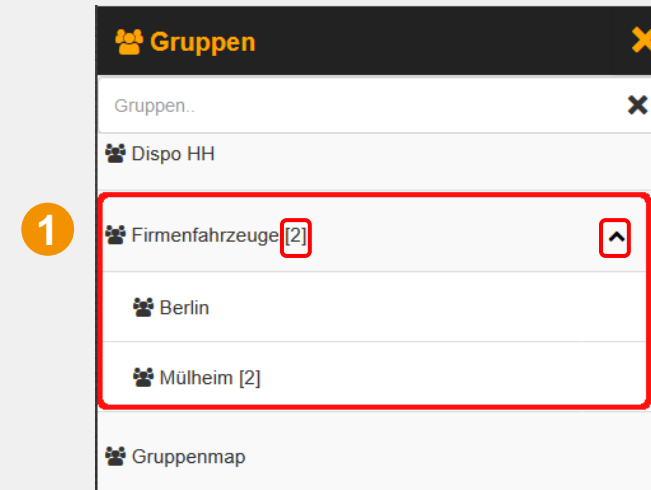 Gruppen
Gruppen..
Dispo HH
1
Firmenfahrzeuge [2]
Berlin
Mülheim [2]
Gruppenmap